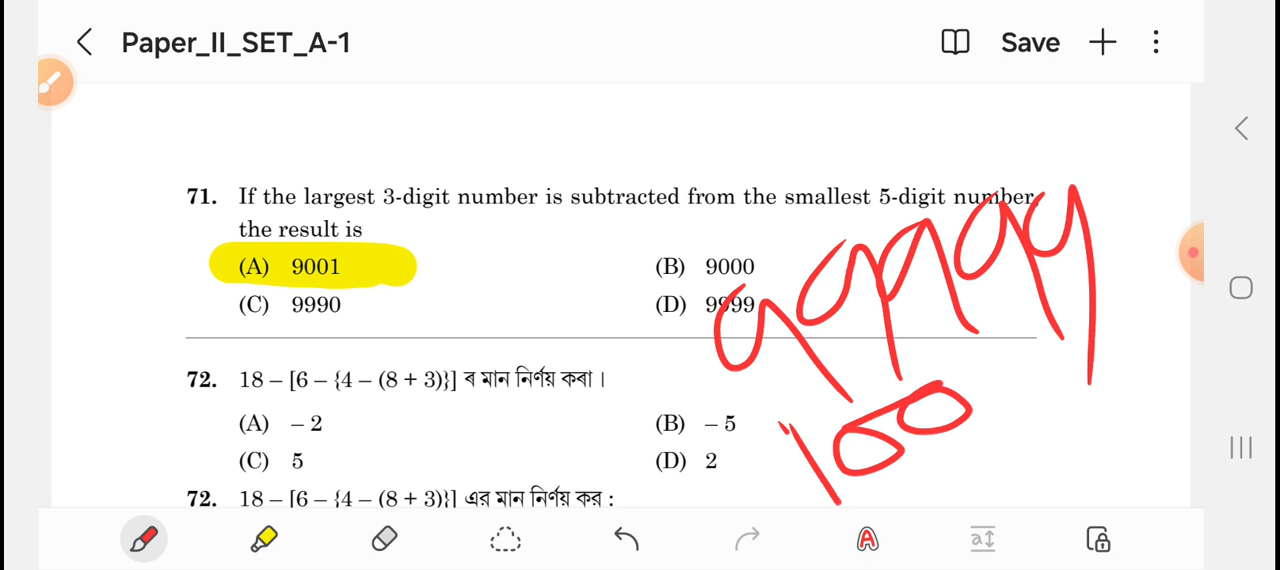 Paper_II_SET_A-1
Save
71. If the largest 3-digit number is subtracted from the smallest 5-digit number,
the result is
(A) 9001 (B) 9000
(C) 9990 (D) 9999
99999
100
72. 18 – [6 – {4 – (8 + 3)}] ৰ মান নিৰ্ণয় কৰা ।
(A) – 2 (B) – 5
(C) 5 (D) 2
72. 18 – [6 – {4 – (8 + 3)}] এর মান নির্ণয় কর :